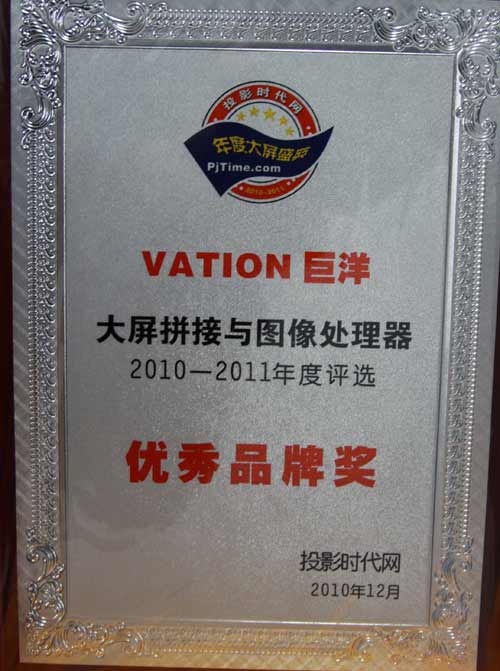 投影时代网
年度大屏盛典
PjTime.com
2010-2011
VATION 巨洋
大屏拼接与图像处理器
2010—2011年度评选
优秀品牌奖
投影时代网
2010年12月